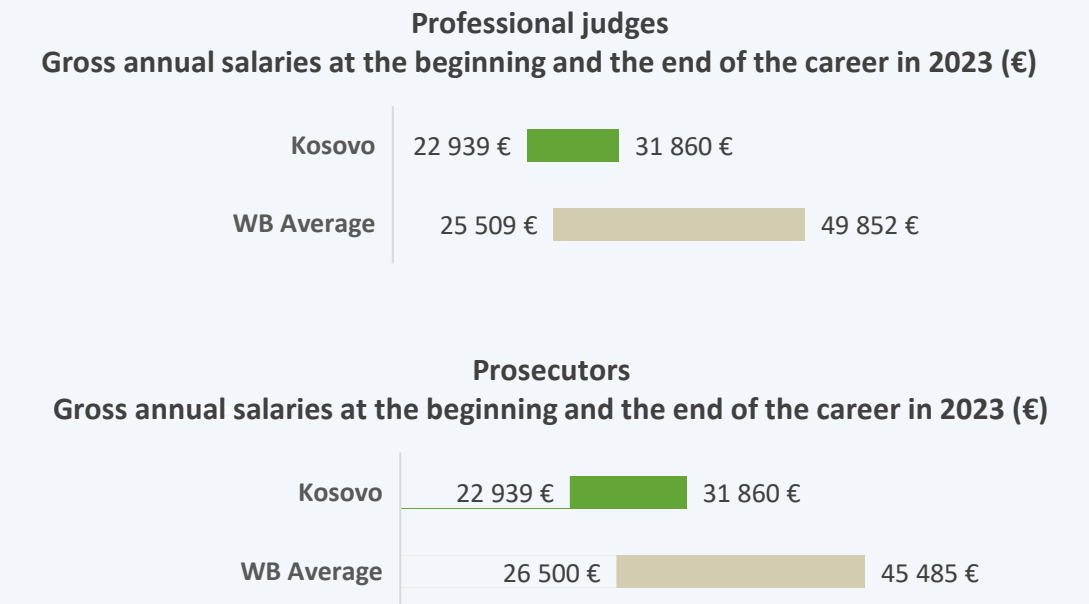 Professional judges
Gross annual salaries at the beginning and the end of the career in 2023 (€)
Kosovo 22 939 € 31 860 €
WB Average 25 509 € 49 852 €
Prosecutors
Gross annual salaries at the beginning and the end of the career in 2023 (€)
Kosovo 22 939 € 31 860 €
WB Average 26 500 € 45 485 €